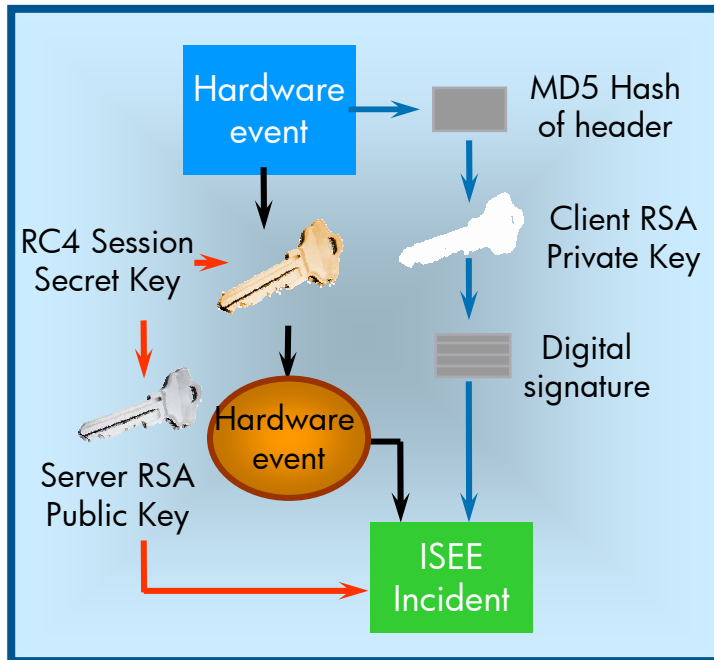 Hardware
event
MD5 Hash
of header
RC4 Session
Secret Key
Client RSA
Private Key
Digital
signature
Hardware
event
Server RSA
Public Key
ISEE
Incident